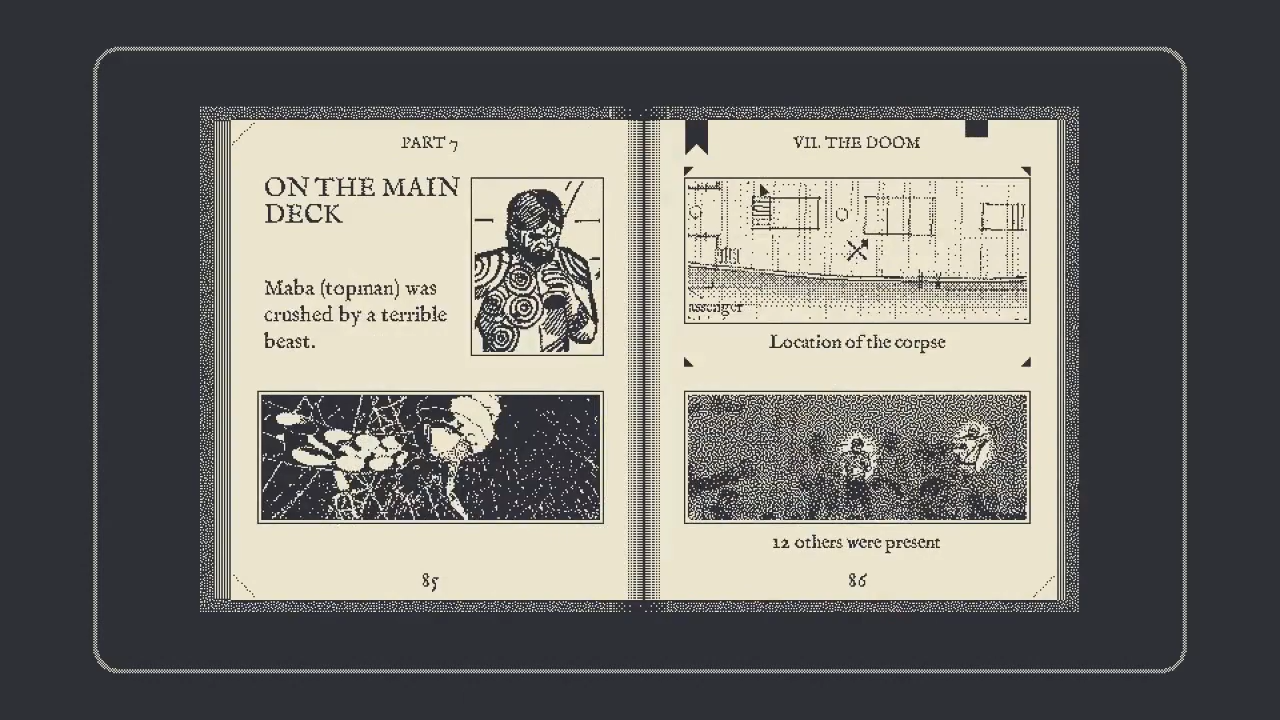 PART 7
ON THE MAIN
DECK
Maba (topman) was
crushed by a terrible
beast.
85
VII. THE DOOM
assenger
Location of the corpse
12 others were present
86